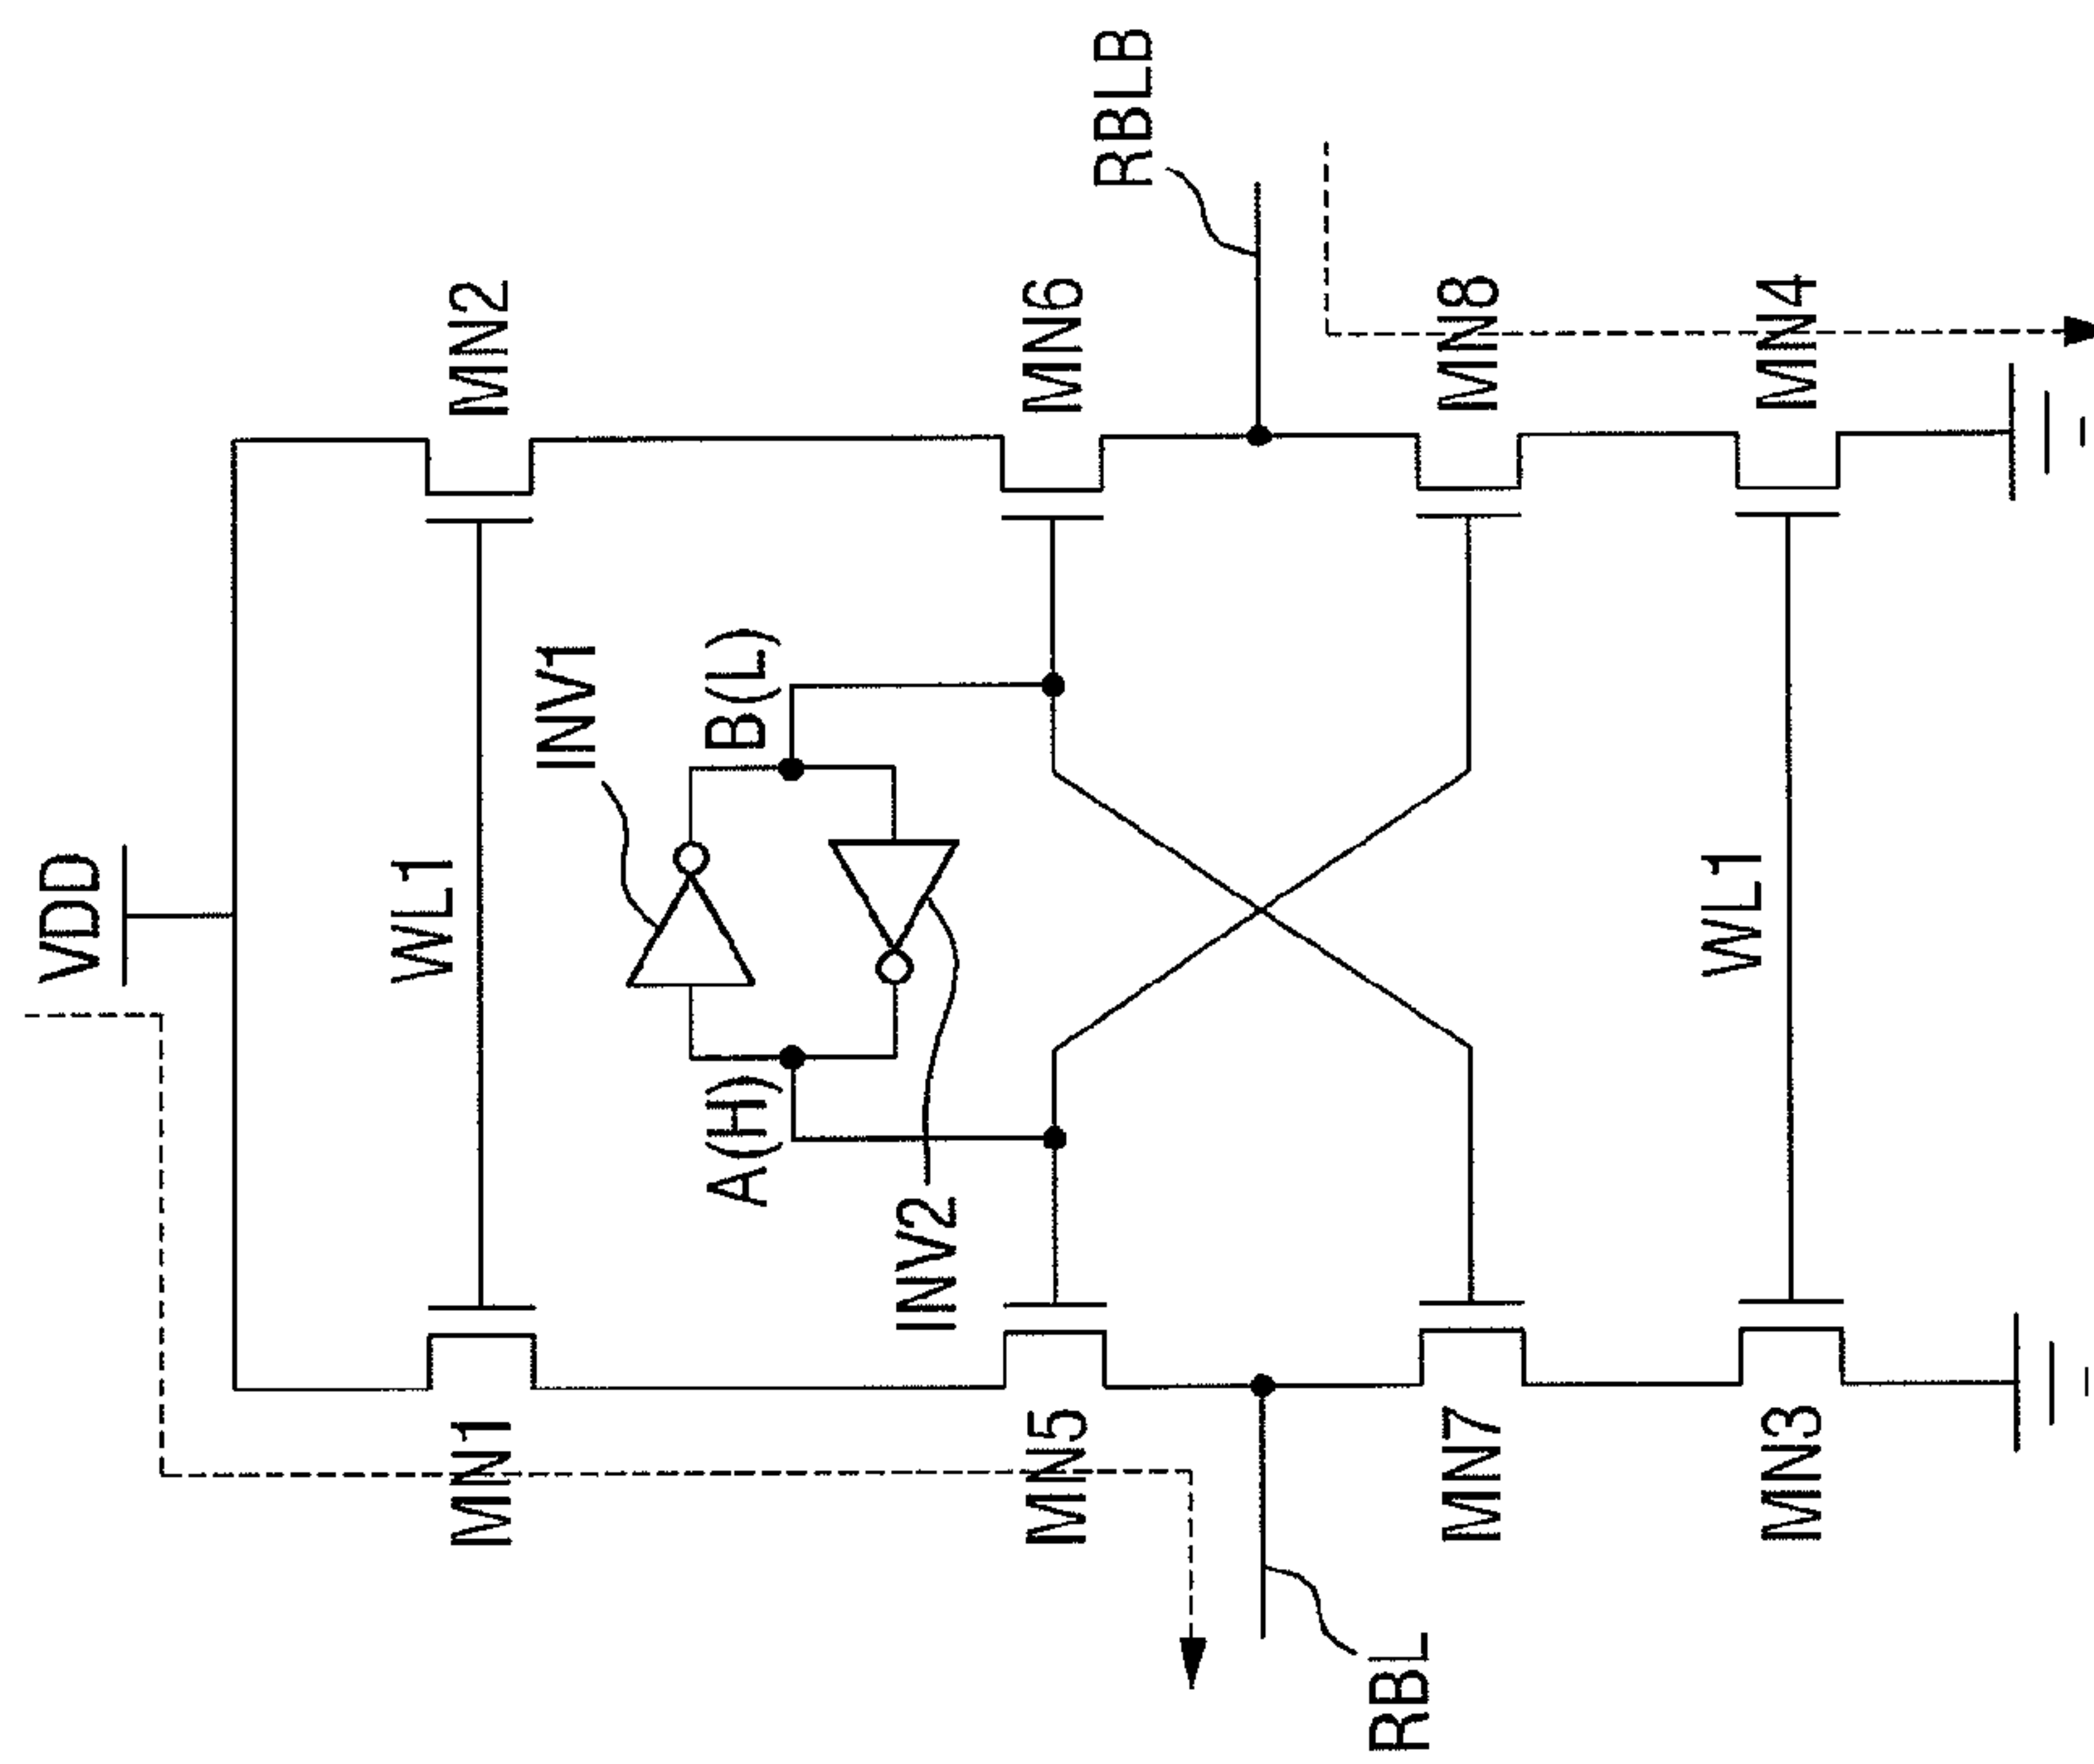 VDD
WL1
MN1
MN2
INV1
A(H)
B(L)
INV2
MN5
MN6
RBL
RBLB
MN7
MN8
WL1
MN3
MN4